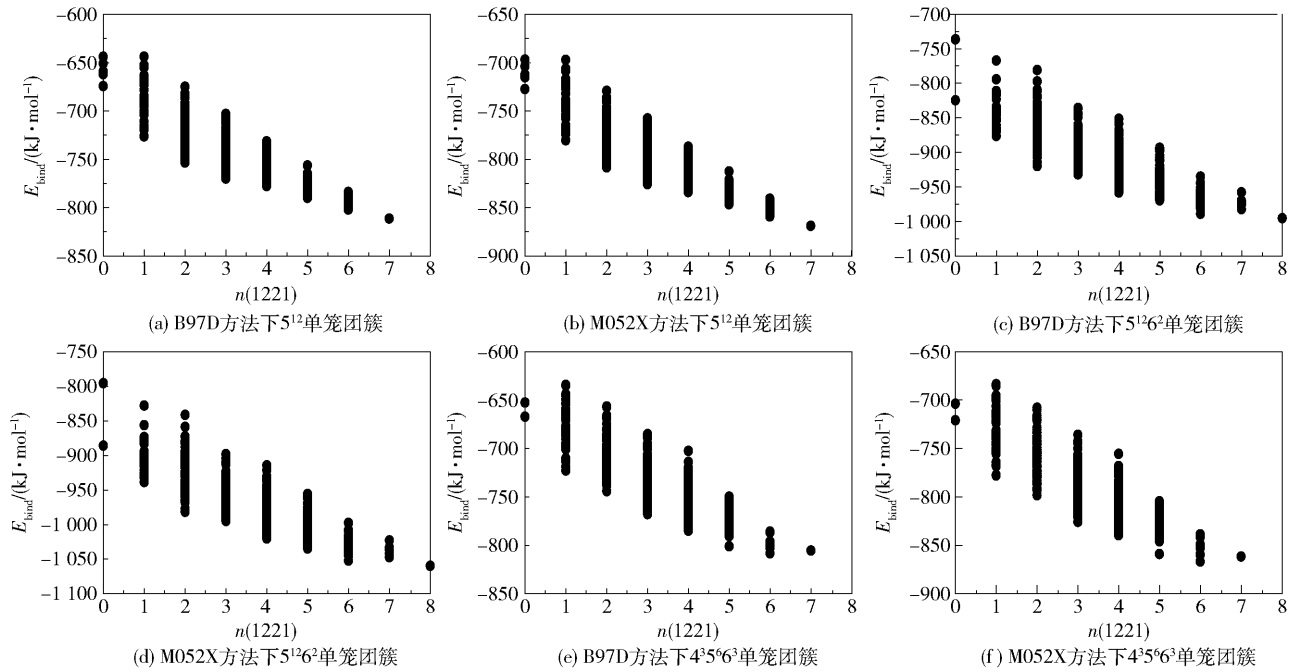 −600
−650
−700
−750
−800
−850
E_bind/(kJ·mol⁻¹)
0 1 2 3 4 5 6 7 8
n(1221)
(a) B97D方法下5¹²单笼团簇
−700
−750
−800
−850
−900
E_bind/(kJ·mol⁻¹)
0 1 2 3 4 5 6 7 8
n(1221)
(b) M052X方法下5¹²单笼团簇
−700
−750
−800
−850
−900
−950
−1 000
−1 050
E_bind/(kJ·mol⁻¹)
0 1 2 3 4 5 6 7 8
n(1221)
(c) B97D方法下5¹²6²单笼团簇
−750
−800
−850
−900
−950
−1 000
−1 050
−1 100
E_bind/(kJ·mol⁻¹)
0 1 2 3 4 5 6 7 8
n(1221)
(d) M052X方法下5¹²6²单笼团簇
−600
−650
−700
−750
−800
−850
E_bind/(kJ·mol⁻¹)
0 1 2 3 4 5 6 7 8
n(1221)
(e) B97D方法下4³5⁶6³单笼团簇
−650
−700
−750
−800
−850
−900
E_bind/(kJ·mol⁻¹)
0 1 2 3 4 5 6 7 8
n(1221)
(f) M052X方法下4³5⁶6³单笼团簇